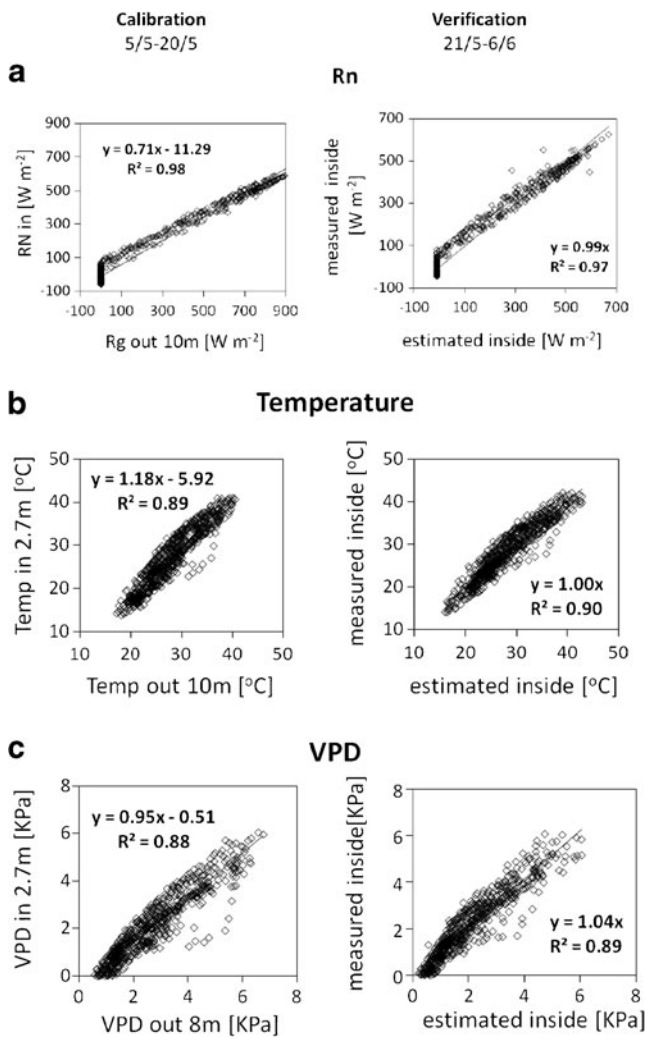 Calibration
5/5-20/5
Verification
21/5-6/6
a
Rn
y = 0.71x - 11.29
R² = 0.98
RN in [W m⁻²]
700
500
300
100
-100
-100 100 300 500 700 900
Rg out 10m [W m⁻²]
measured inside
[W m⁻²]
700
500
300
100
-100
y = 0.99x
R² = 0.97
-100 100 300 500 700
estimated inside [W m⁻²]
b
Temperature
Temp in 2.7m [°C]
50
40
30
20
10
y = 1.18x - 5.92
R² = 0.89
10 20 30 40 50
Temp out 10m [°C]
measured inside [°C]
50
40
30
20
10
y = 1.00x
R² = 0.90
10 20 30 40 50
estimated inside [°C]
c
VPD
VPD in 2.7m [KPa]
8
6
4
2
0
y = 0.95x - 0.51
R² = 0.88
0 2 4 6 8
VPD out 8m [KPa]
measured inside[KPa]
8
6
4
2
0
y = 1.04x
R² = 0.89
0 2 4 6 8
estimated inside [KPa]